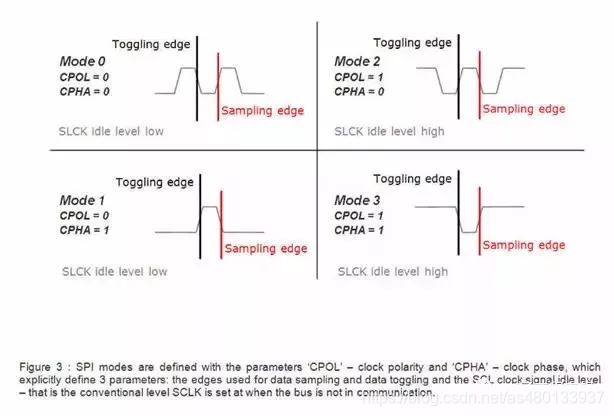 Toggling edge
Mode 0
CPOL = 0
CPHA = 0
Sampling edge
SLCK idle level low
Toggling edge
Mode 2
CPOL = 1
CPHA = 0
Sampling edge
SLCK idle level high
Toggling edge
Mode 1
CPOL = 0
CPHA = 1
Sampling edge
SLCK idle level low
Toggling edge
Mode 3
CPOL = 1
CPHA = 1
Sampling edge
SLCK idle level high
Figure 3 : SPI modes are defined with the parameters 'CPOL' – clock polarity and 'CPHA' – clock phase, which
explicitly define 3 parameters: the edges used for data sampling and data toggling and the SCL clock signal idle level
– that is the conventional level SCLK is set at when the bus is not in communication.
https://blog.csdn.net/as480133937